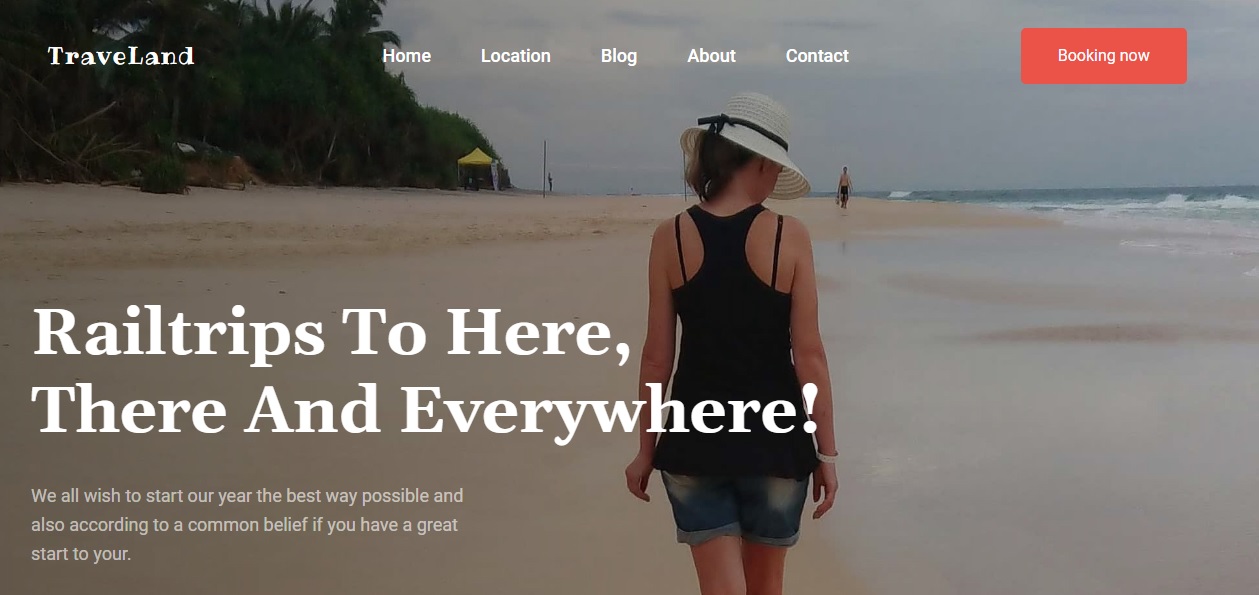 TraveLand
Home Location Blog About Contact
Booking now
Railtrips To Here,
There And Everywhere!
We all wish to start our year the best way possible and
also according to a common belief if you have a great
start to your.